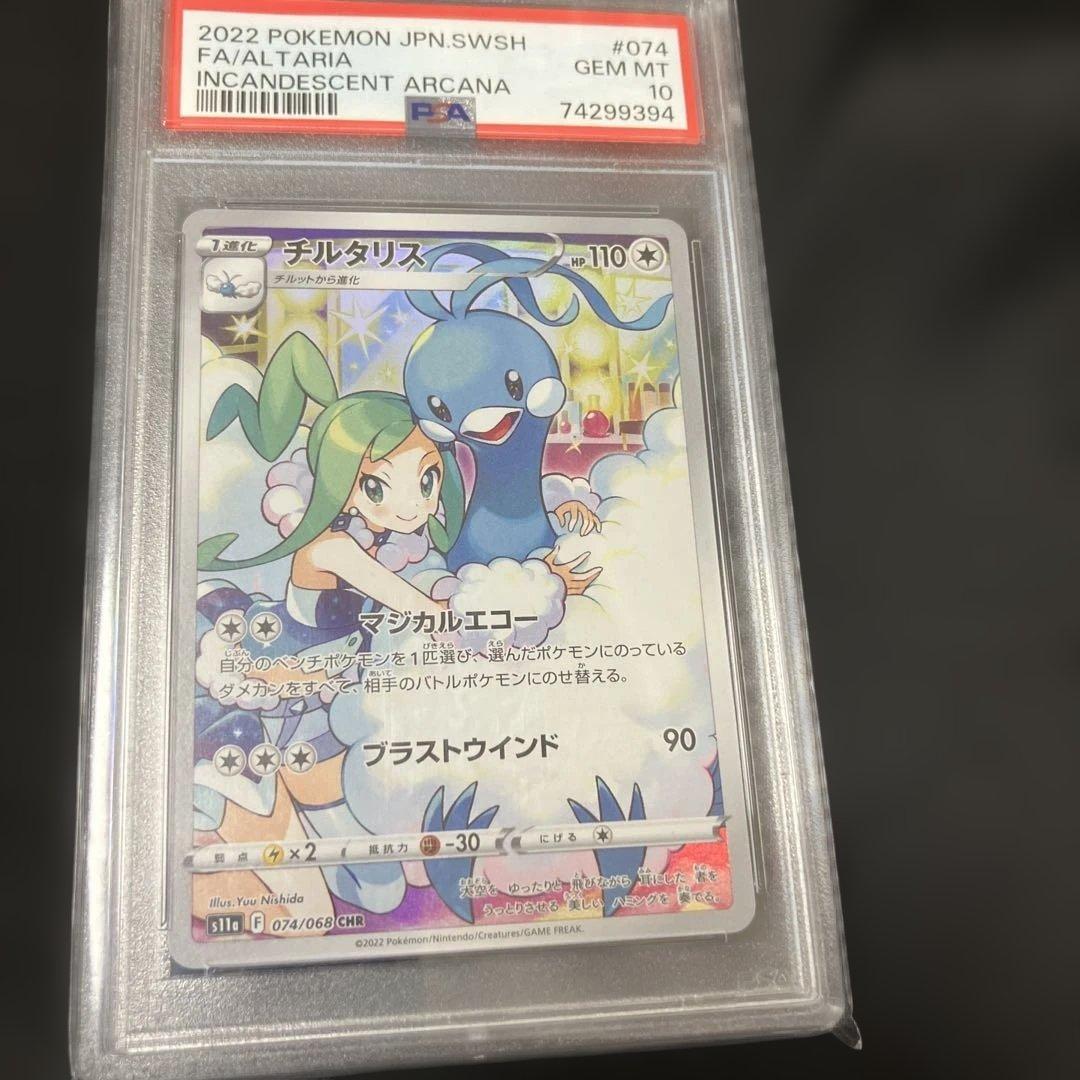 2022 POKEMON JPN.SWSH #074
FA/ALTARIA GEM MT
INCANDESCENT ARCANA 10
PSA 74299394
1進化 チルタリス HP 110
チルットから進化
マジカルエコー
自分のベンチポケモンを1匹選び、選んだポケモンにのっている
ダメカンをすべて、相手のバトルポケモンにのせ替える。
ブラストウインド 90
弱点 ×2 抵抗力 -30 にげる
大空を ゆったりと 飛びながら 耳にした 者を
うっとりさせる 美しい ハミングを 奏でる。
Illus.Yuu Nishida
s11a F 074/068 CHR
©2022 Pokémon/Nintendo/Creatures/GAME FREAK.